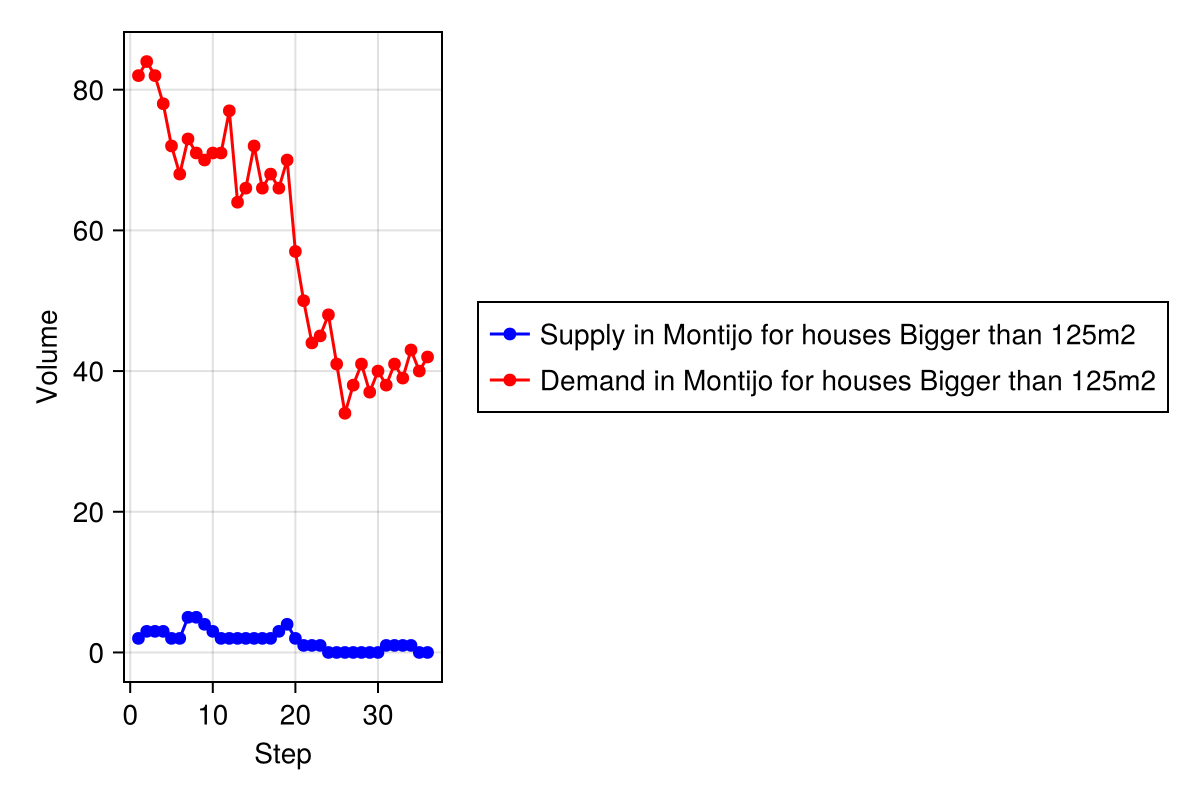 Volume
80
60
40
20
0
0 10 20 30
Step
Supply in Montijo for houses Bigger than 125m2
Demand in Montijo for houses Bigger than 125m2